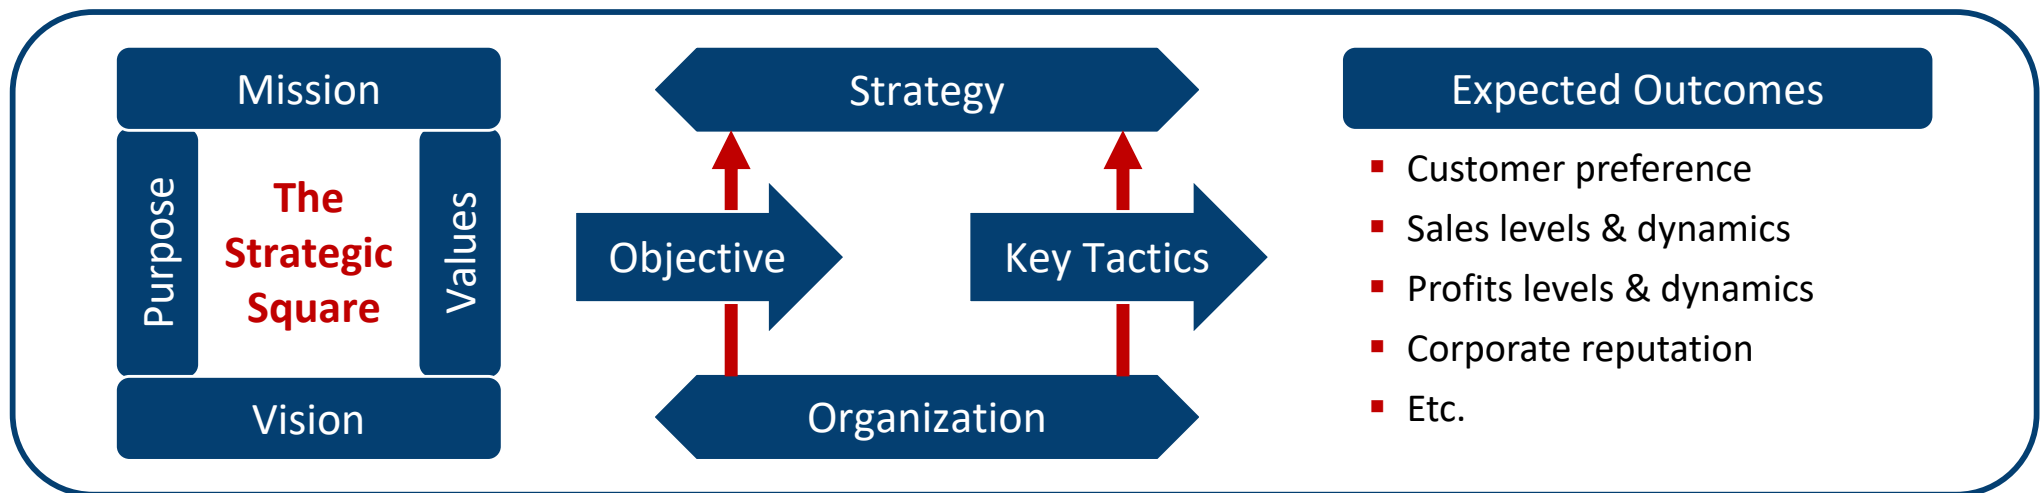 Mission
Purpose
The
Strategic
Square
Values
Vision
Strategy
Objective
Key Tactics
Organization
Expected Outcomes
Customer preference
Sales levels & dynamics
Profits levels & dynamics
Corporate reputation
Etc.